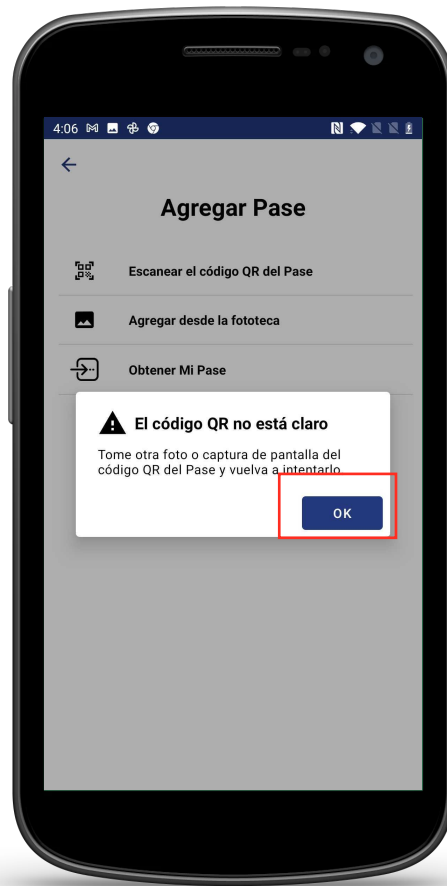 4:06
Agregar Pase
Escanear el código QR del Pase
Agregar desde la fototeca
Obtener Mi Pase
El código QR no está claro
Tome otra foto o captura de pantalla del
código QR del Pase y vuelva a intentarlo.
OK